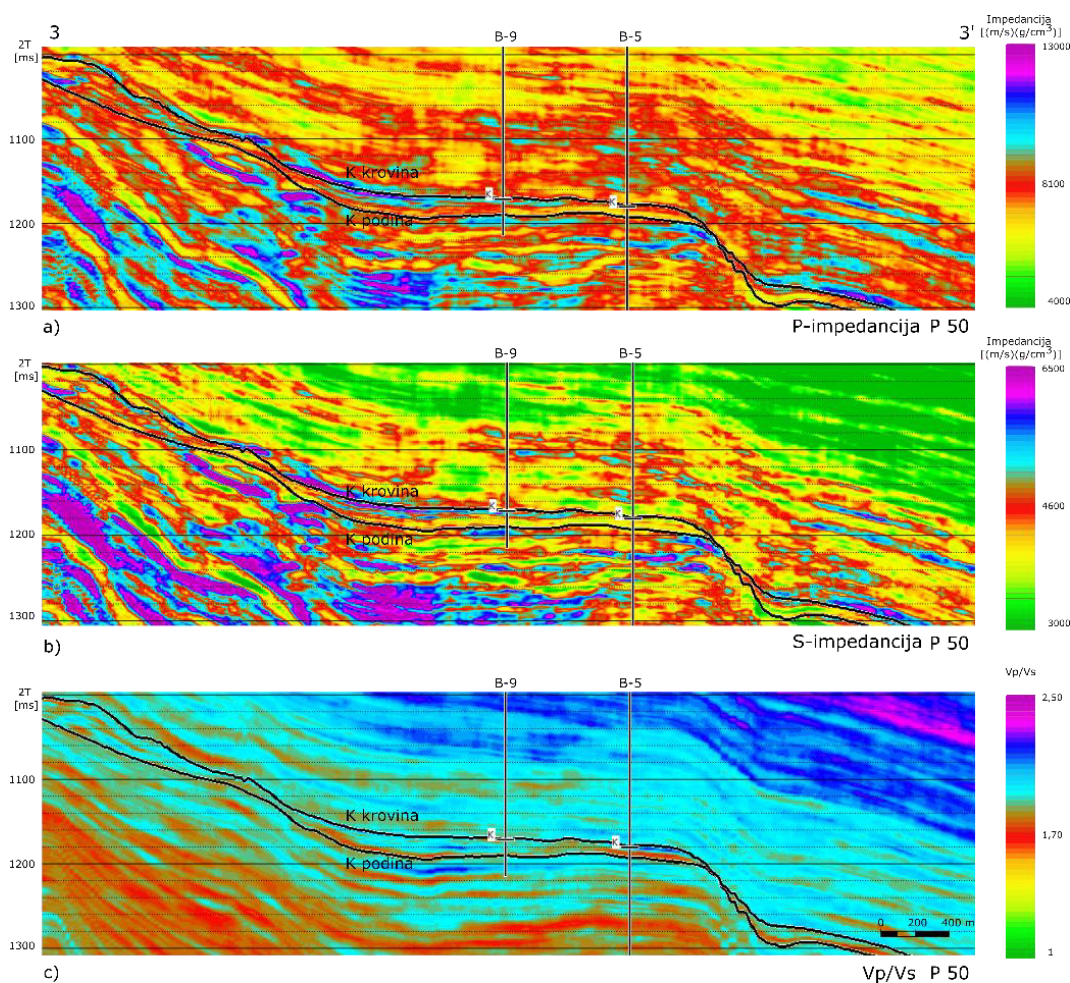 3
B-9
B-5
3'
Impedancija
[(m/s)(g/cm³)]
2T
[ms]
13000
1100
K krovina
8100
K
K
1200
K podina
1300
4000
a)
P-impedancija P 50
B-9
B-5
Impedancija
[(m/s)(g/cm³)]
2T
[ms]
6500
1100
K krovina
4600
K
K
1200
K podina
1300
3000
b)
S-impedancija P 50
B-9
B-5
Vp/Vs
2T
[ms]
2,50
1100
K krovina
1,70
K
K
1200
K podina
0 200 400 m
1300
1
c)
Vp/Vs P 50